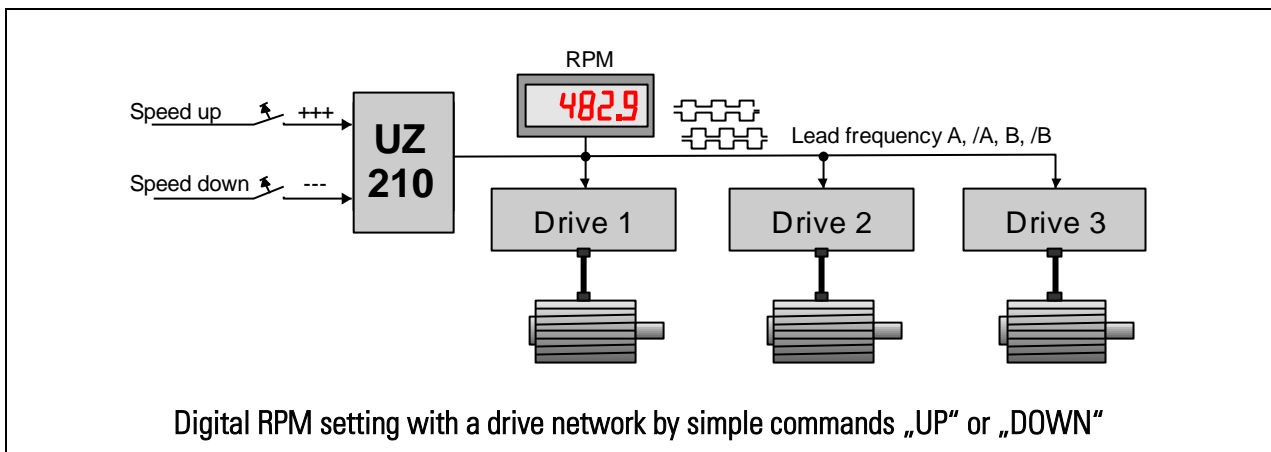 RPM
482.9
Speed up +++
UZ
210
Lead frequency A, /A, B, /B
Speed down ---
Drive 1
Drive 2
Drive 3
Digital RPM setting with a drive network by simple commands „UP“ or „DOWN“